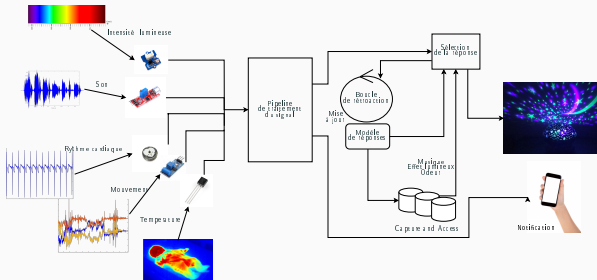 Intensité lumineuse
Son
Rythme cardiaque
Mouvement
Température
Pipeline
de traitement
du signal
Mise
à jour
Boucle
de rétroaction
Modèle
de réponses
Sélection
de la réponse
Musique
Effet lumineux
Odeur
Capture and Access
Notification